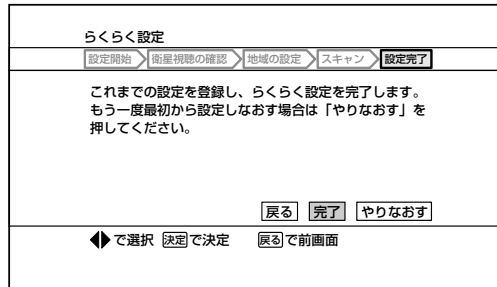 らくらく設定
設定開始 衛星視聴の確認 地域の設定 スキャン 設定完了
これまでの設定を登録し、らくらく設定を完了します。
もう一度最初から設定しなおす場合は「やりなおす」を
押してください。
戻る 完了 やりなおす
で選択 決定で決定 戻るで前画面